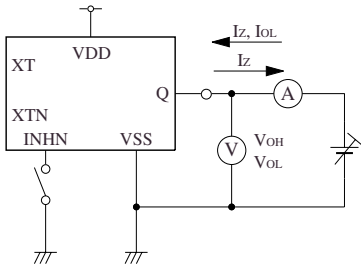 IZ, IOL
IZ
VDD
XT
Q
A
XTN
INHN
VSS
V
VOH
VOL